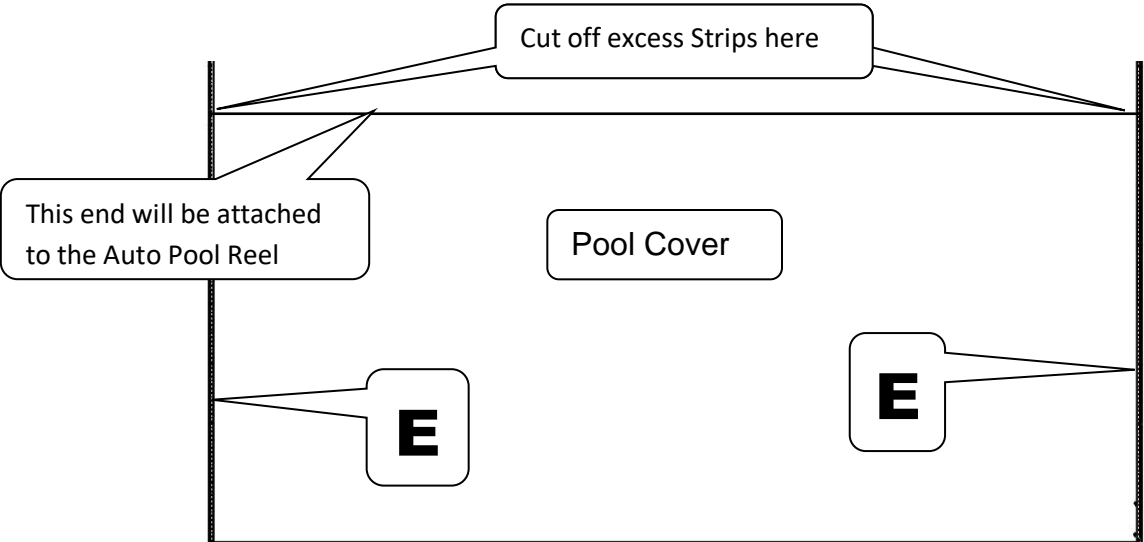 Cut off excess Strips here
This end will be attached
to the Auto Pool Reel
Pool Cover
E
E